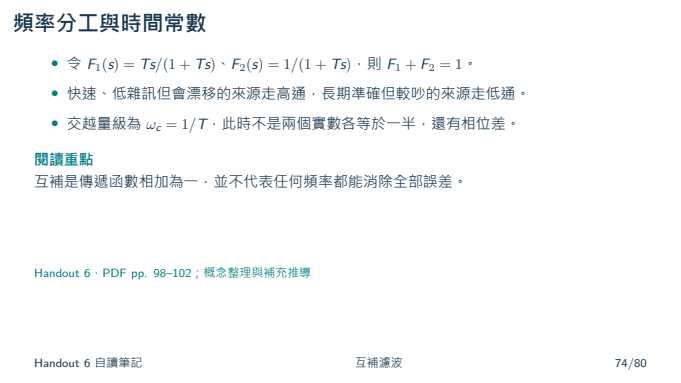 頻率分工與時間常數
• 令 F₁(s) = Ts/(1 + Ts)、F₂(s) = 1/(1 + Ts)，則 F₁ + F₂ = 1。
• 快速、低雜訊但會漂移的來源走高通，長期準確但較吵的來源走低通。
• 交越量級為 ω_c = 1/T，此時不是兩個實數各等於一半，還有相位差。
閱讀重點
互補是傳遞函數相加為一，並不代表任何頻率都能消除全部誤差。
Handout 6 · PDF pp. 98–102；概念整理與補充推導
Handout 6 自讀筆記 互補濾波 74/80